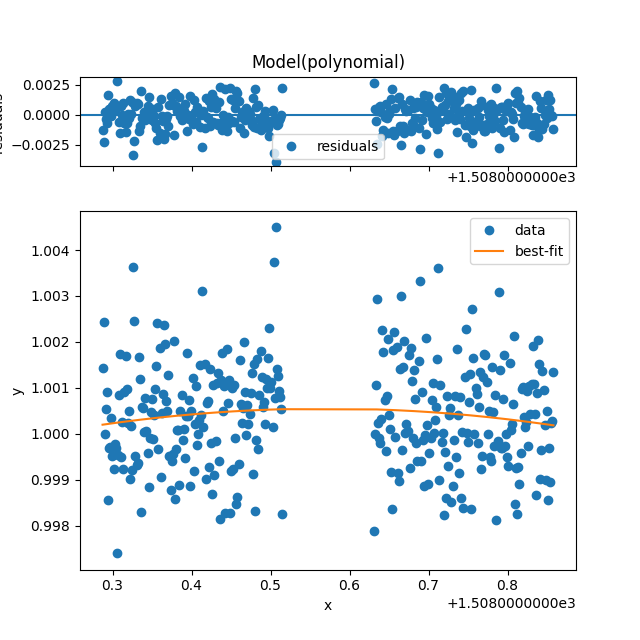 Model(polynomial)
0.0025
0.0000
−0.0025
residuals
+1.5080000000e3
1.004
1.003
1.002
1.001
1.000
0.999
0.998
y
data
best-fit
0.3 0.4 0.5 0.6 0.7 0.8
x
+1.5080000000e3